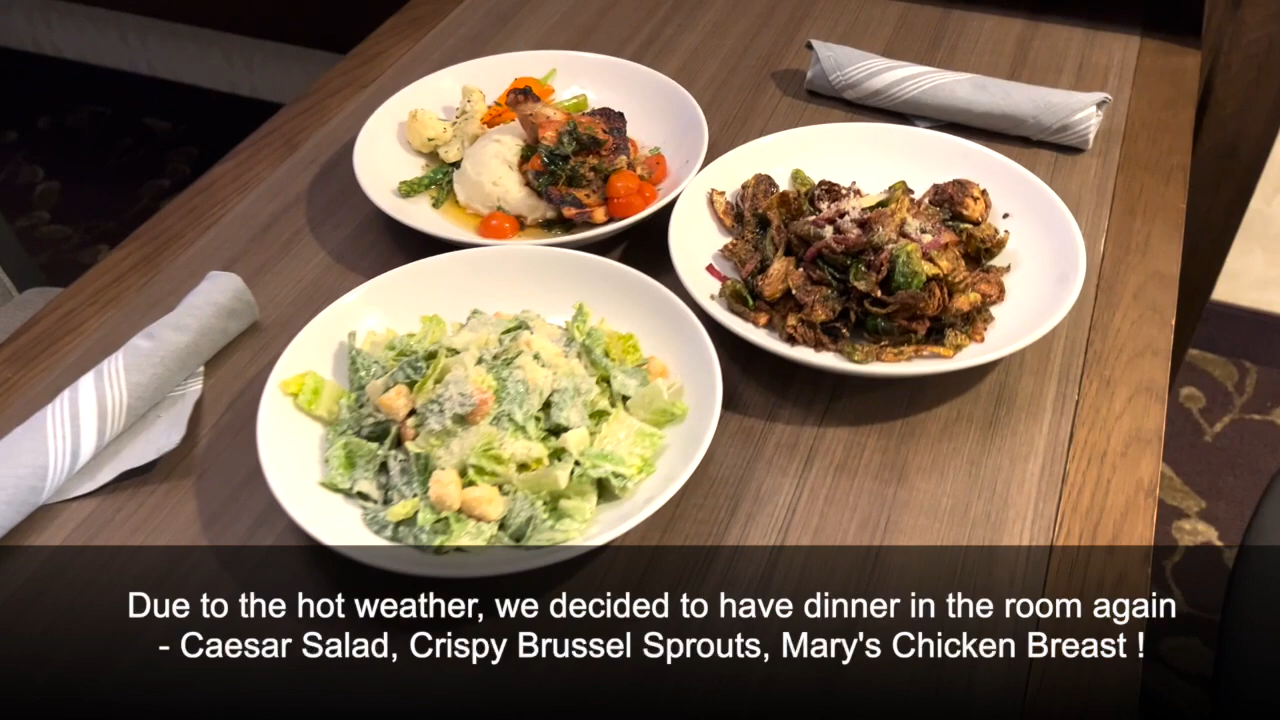 Due to the hot weather, we decided to have dinner in the room again
- Caesar Salad, Crispy Brussel Sprouts, Mary's Chicken Breast !